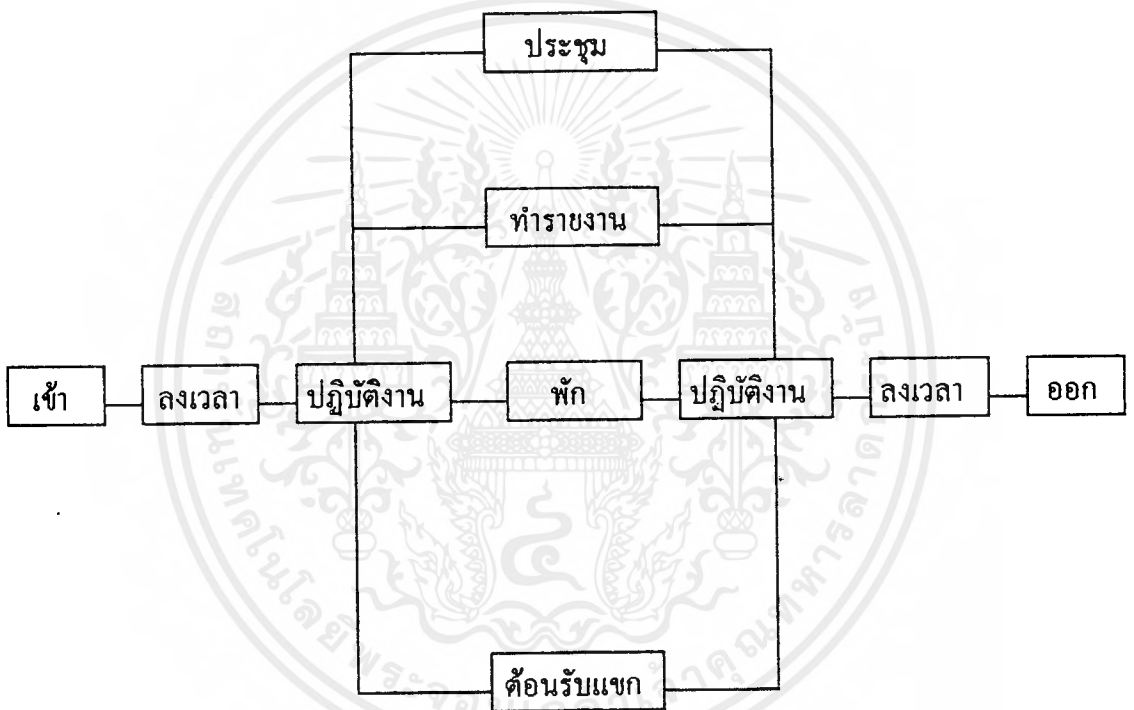 ประชุม
ทำรายงาน
เข้า
ลงเวลา
ปฏิบัติงาน
พัก
ปฏิบัติงาน
ลงเวลา
ออก
ต้อนรับแขก